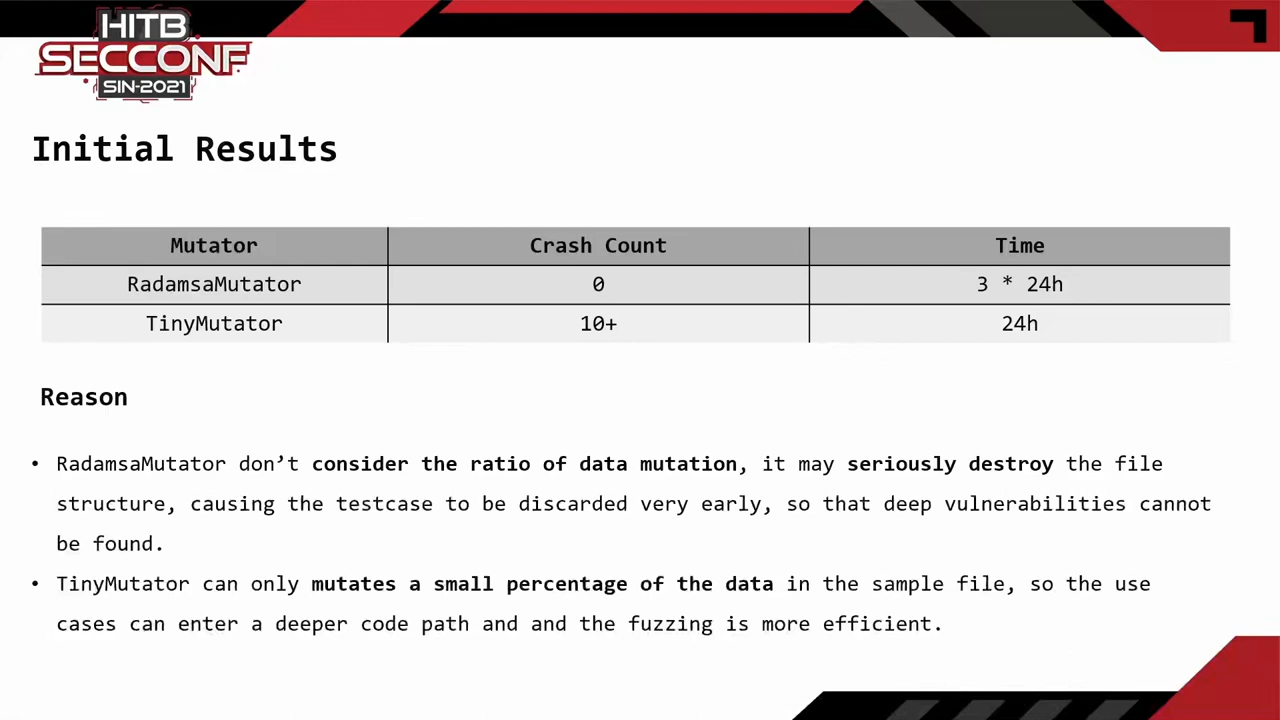 HITB
SECCONF
SIN-2021
Initial Results
Mutator Crash Count Time
RadamsaMutator 0 3 * 24h
TinyMutator 10+ 24h
Reason
• RadamsaMutator don’t consider the ratio of data mutation, it may seriously destroy the file
structure, causing the testcase to be discarded very early, so that deep vulnerabilities cannot
be found.
• TinyMutator can only mutates a small percentage of the data in the sample file, so the use
cases can enter a deeper code path and and the fuzzing is more efficient.